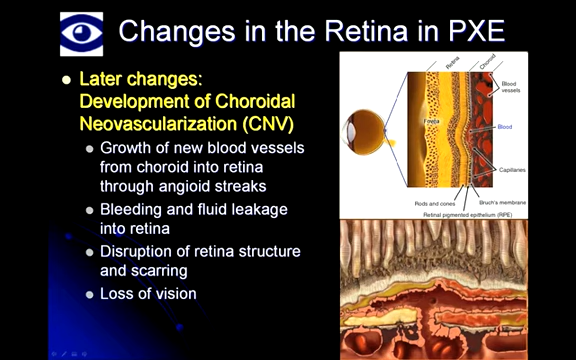 Changes in the Retina in PXE
Later changes:
Development of Choroidal
Neovascularization (CNV)
Growth of new blood vessels
from choroid into retina
through angioid streaks
Bleeding and fluid leakage
into retina
Disruption of retina structure
and scarring
Loss of vision
Retina
Choroid
Blood
vessels
Fovea
Blood
Capillaries
Rods and cones
Bruch's membrane
Retinal pigmented epithelium (RPE)